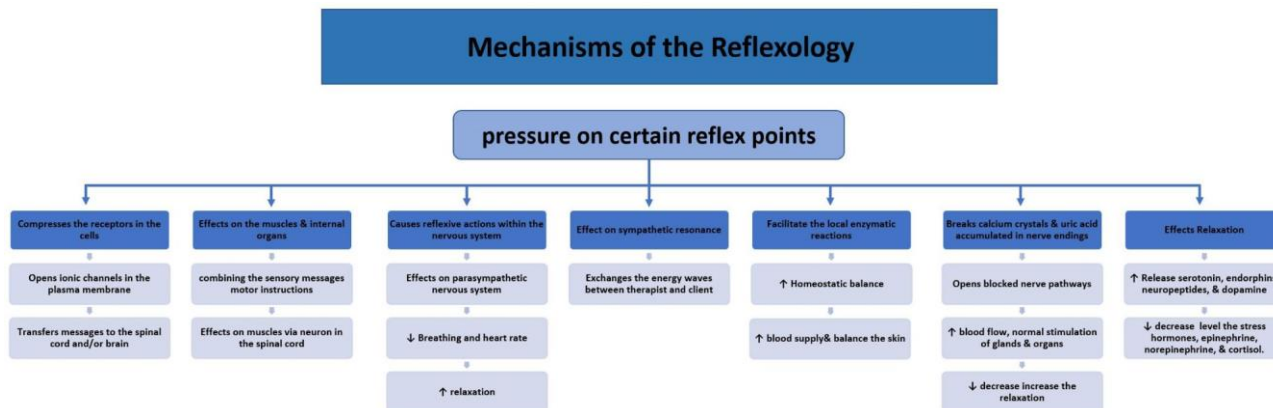 Mechanisms of the Reflexology
pressure on certain reflex points
Compresses the receptors in the
cells
Opens ionic channels in the
plasma membrane
Transfers messages to the spinal
cord and/or brain
Effects on the muscles & internal
organs
combining the sensory messages
motor instructions
Effects on muscles via neuron in
the spinal cord
Causes reflexive actions within the
nervous system
Effects on parasympathetic
nervous system
↓ Breathing and heart rate
↑ relaxation
Effect on sympathetic resonance
Exchanges the energy waves
between therapist and client
Facilitate the local enzymatic
reactions
↑ Homeostatic balance
↑ blood supply& balance the skin
Breaks calcium crystals & uric acid
accumulated in nerve endings
Opens blocked nerve pathways
↑ blood flow, normal stimulation
of glands & organs
↓ decrease increase the
relaxation
Effects Relaxation
↑ Release serotonin, endorphins
neuropeptides, & dopamine
↓ decrease level the stress
hormones, epinephrine,
norepinephrine, & cortisol.